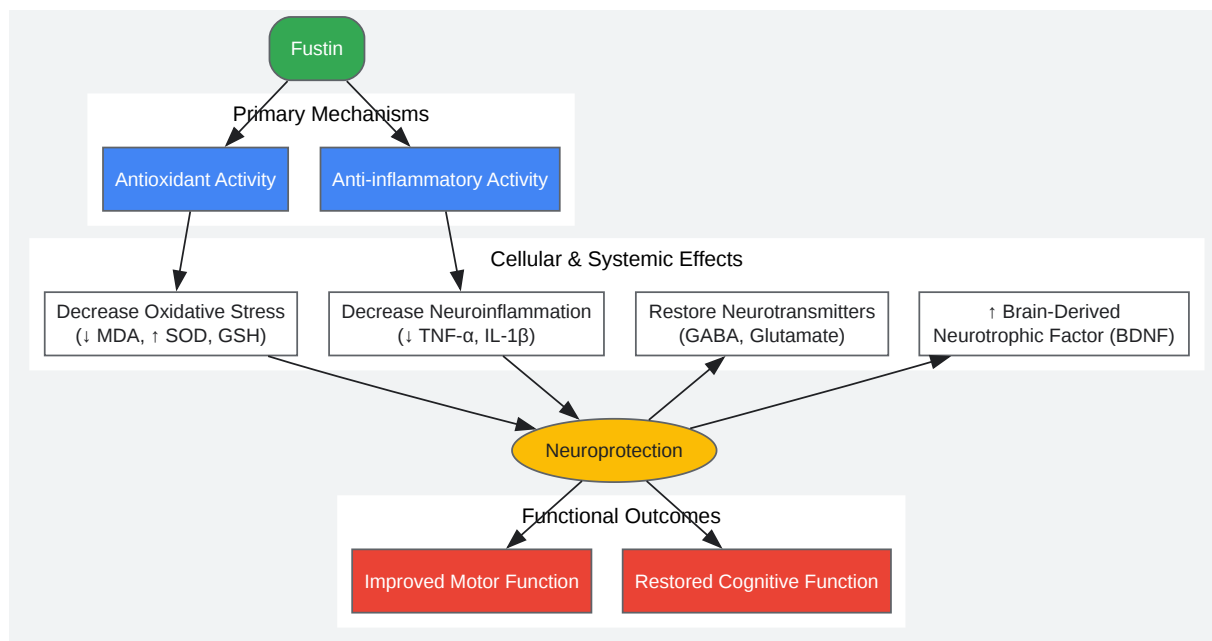 Fustin
Primary Mechanisms
Antioxidant Activity
Anti-inflammatory Activity
Cellular & Systemic Effects
Decrease Oxidative Stress
(↓ MDA, ↑ SOD, GSH)
Decrease Neuroinflammation
(↓ TNF-α, IL-1β)
Restore Neurotransmitters
(GABA, Glutamate)
↑ Brain-Derived
Neurotrophic Factor (BDNF)
Neuroprotection
Functional Outcomes
Improved Motor Function
Restored Cognitive Function